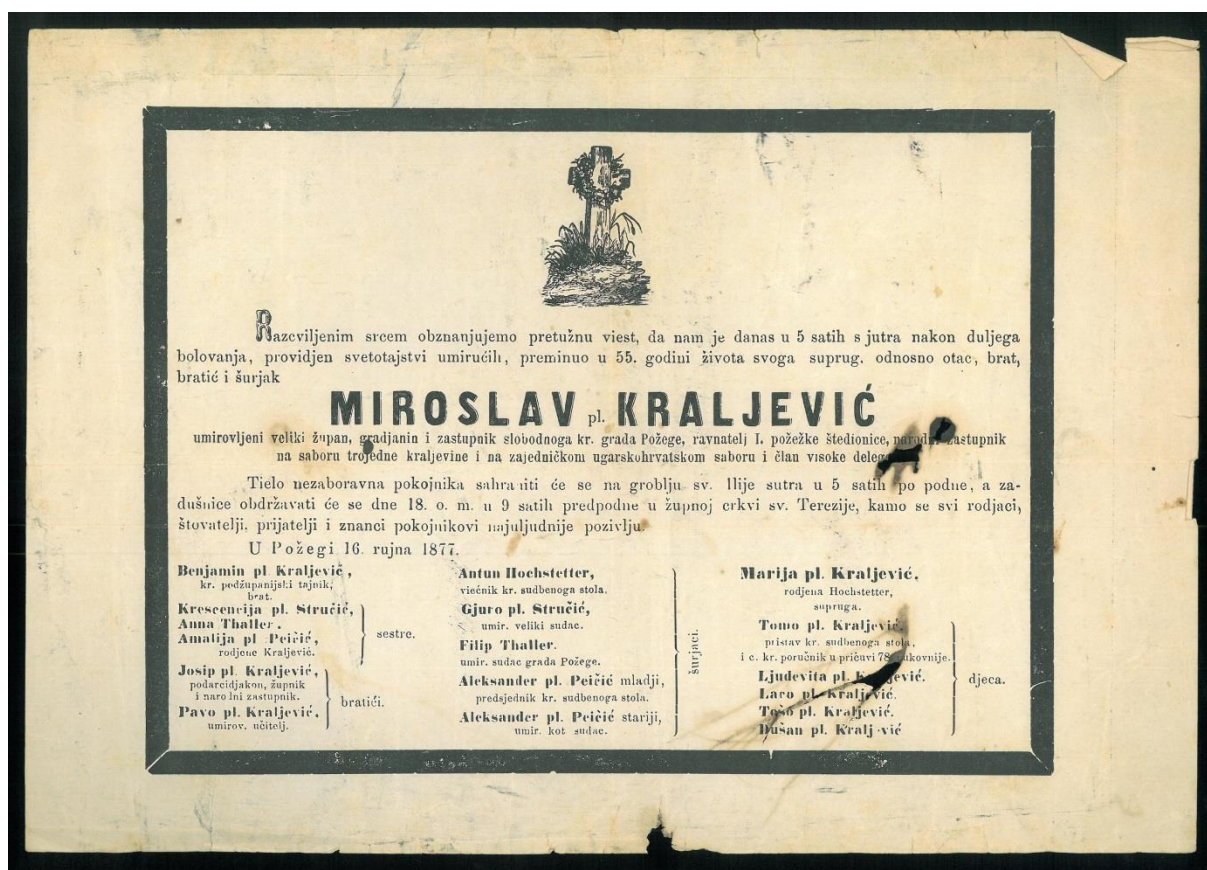 Razcviljenim srcem obznanjujemo pretužnu viest, da nam je danas u 5 satih s jutra nakon duljega
bolovanja, providjen svetotajstvi umirućih, preminuo u 55. godini života svoga suprug. odnosno otac, brat,
bratić i šurjak
MIROSLAV pl. KRALJEVIĆ
umirovljeni veliki župan, gradjanin i zastupnik slobodnoga kr. grada Požege, ravnatelj I. požežke štedionice, zastupnik
na saboru trojedne kraljevine i na zajedničkom ugarskohrvatskom saboru i član visoke
Tielo nezaboravna pokojnika sahraniti će se na groblju sv. Ilije sutra u 5 satih po podne, a za-
dušnice obdržavati će se dne 18. o. m. u 9 satih predpodne u župnoj crkvi sv. Terezije, kamo se svi rodjaci,
štovatelji, prijatelji i znanci pokojnikovi najuljudnije pozivlju.
U Požegi 16. rujna 1877.
Benjamin pl. Kraljević,
kr. podžupanijski tajnik,
brat.
Krescencija pl. Stručić,
Anna Thaller,
Amalija pl Peičić,
rodjene Kraljević.
sestre.
Josip pl. Kraljević,
podarcidjakon, župnik
i narolni zastupnik.
Pavo pl. Kraljević,
umirov. učitelj.
bratići.
Antun Hochstetter,
viećnik kr. sudbenoga stola.
Gjuro pl. Stručić,
umir. veliki sudac.
Filip Thaller.
umir. sudac grada Požege.
Aleksander pl. Peičić mladji,
predsjednik kr. sudbenoga stola.
Aleksander pl. Peičić stariji,
umir. kot sudac.
šurjaci.
Marija pl. Kraljević,
rodjena Hochstetter,
supruga.
Tomo pl. Kraljević,
pristav kr. sudbenoga stola,
i c. kr. poručnik u pričuvi 78.
Ljudevita pl.
Laco pl. Kraljević.
Tošo pl. Kraljević.
Dušan pl. Kralj vić
djeca.